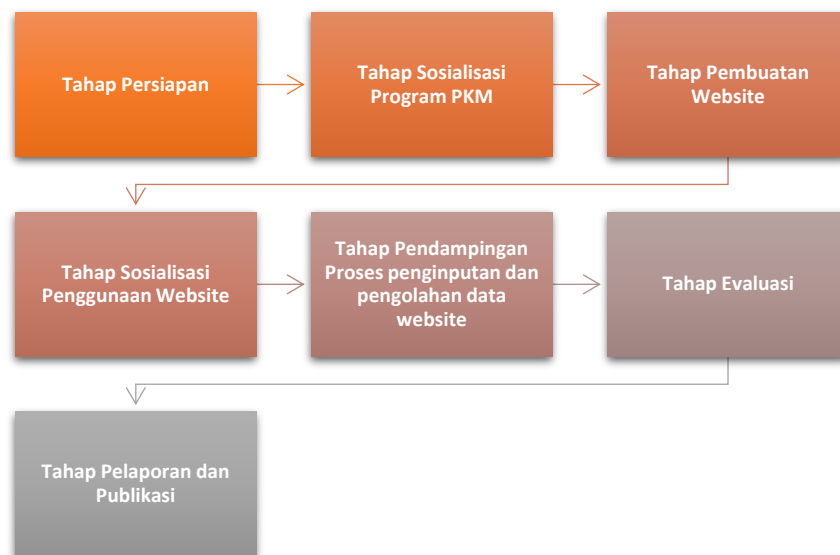 Tahap Persiapan
Tahap Sosialisasi
Program PKM
Tahap Pembuatan
Website
Tahap Sosialisasi
Penggunaan Website
Tahap Pendampingan
Proses penginputan dan
pengolahan data
website
Tahap Evaluasi
Tahap Pelaporan dan
Publikasi